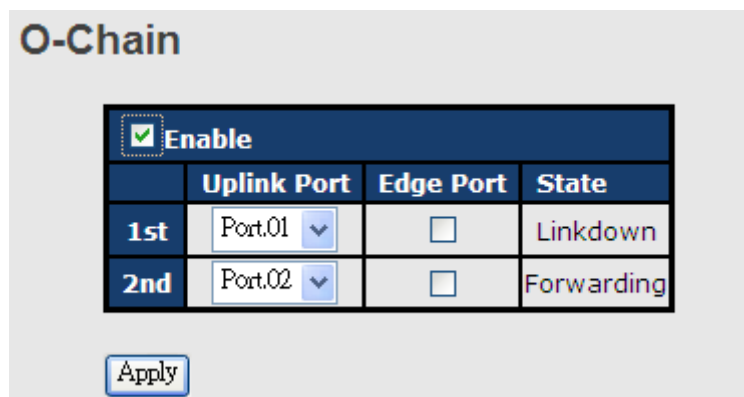 O-Chain
Enable
Uplink Port Edge Port State
1st Port.01 Linkdown
2nd Port.02 Forwarding
Apply